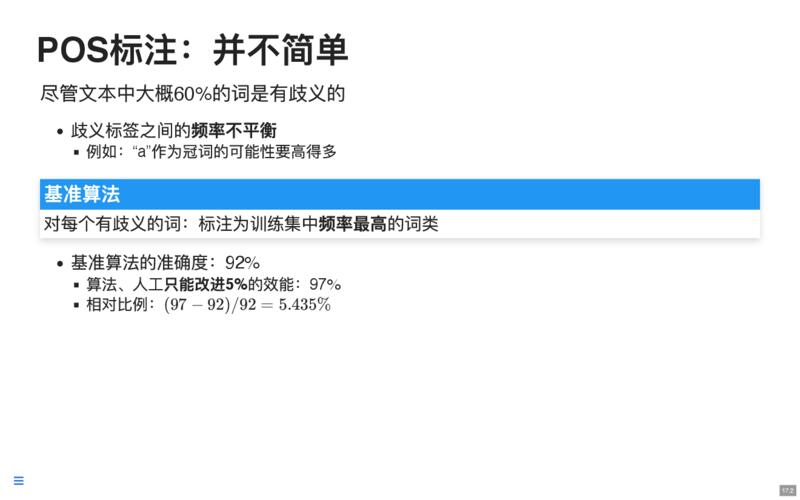 POS标注：并不简单
尽管文本中大概60%的词是有歧义的
• 歧义标签之间的频率不平衡
▪ 例如：“a”作为冠词的可能性要高得多
基准算法
对每个有歧义的词：标注为训练集中频率最高的词类
• 基准算法的准确度：92%
▪ 算法、人工只能改进5%的效能：97%
▪ 相对比例：(97 − 92)/92 = 5.435%
17.2